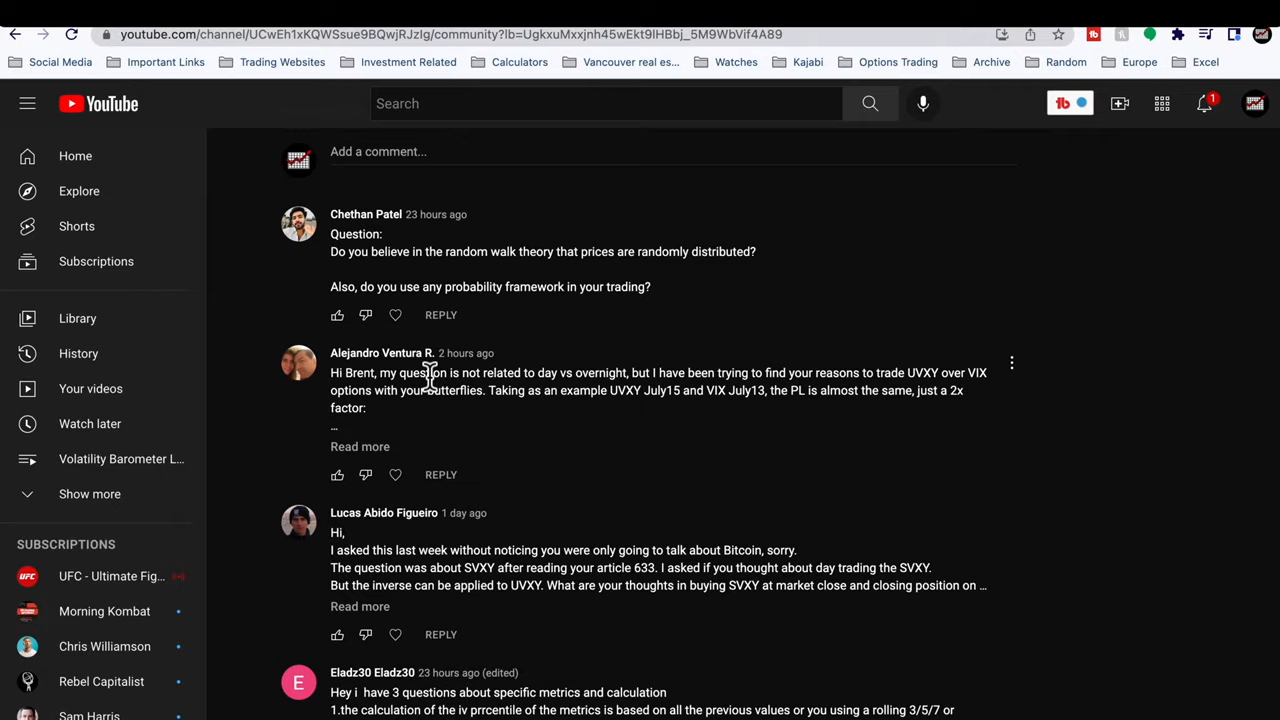 youtube.com/channel/UCwEh1xKQWSsue9BQwjRJzIg/community?lb=UgkxuMxxjnh45wEkt9lHBbj_5M9WbVif4A89
Social Media
Important Links
Trading Websites
Investment Related
Calculators
Vancouver real es...
Watches
Kajabi
Options Trading
Archive
Random
Europe
Excel
YouTube
Search
1
Home
Explore
Shorts
Subscriptions
Library
History
Your videos
Watch later
Volatility Barometer L...
Show more
SUBSCRIPTIONS
UFC - Ultimate Fig...
Morning Kombat
Chris Williamson
Rebel Capitalist
Sam Harris
Add a comment...
Chethan Patel 23 hours ago
Question:
Do you believe in the random walk theory that prices are randomly distributed?
Also, do you use any probability framework in your trading?
REPLY
Alejandro Ventura R. 2 hours ago
Hi Brent, my question is not related to day vs overnight, but I have been trying to find your reasons to trade UVXY over VIX
options with your butterflies. Taking as an example UVXY July15 and VIX July13, the PL is almost the same, just a 2x
factor:
...
Read more
REPLY
Lucas Abido Figueiro 1 day ago
Hi,
I asked this last week without noticing you were only going to talk about Bitcoin, sorry.
The question was about SVXY after reading your article 633. I asked if you thought about day trading the SVXY.
But the inverse can be applied to UVXY. What are your thoughts in buying SVXY at market close and closing position on ...
Read more
REPLY
E
Eladz30 Eladz30 23 hours ago (edited)
Hey i have 3 questions about specific metrics and calculation
1.the calculation of the iv prrcentile of the metrics is based on all the previous values or you using a rolling 3/5/7 or